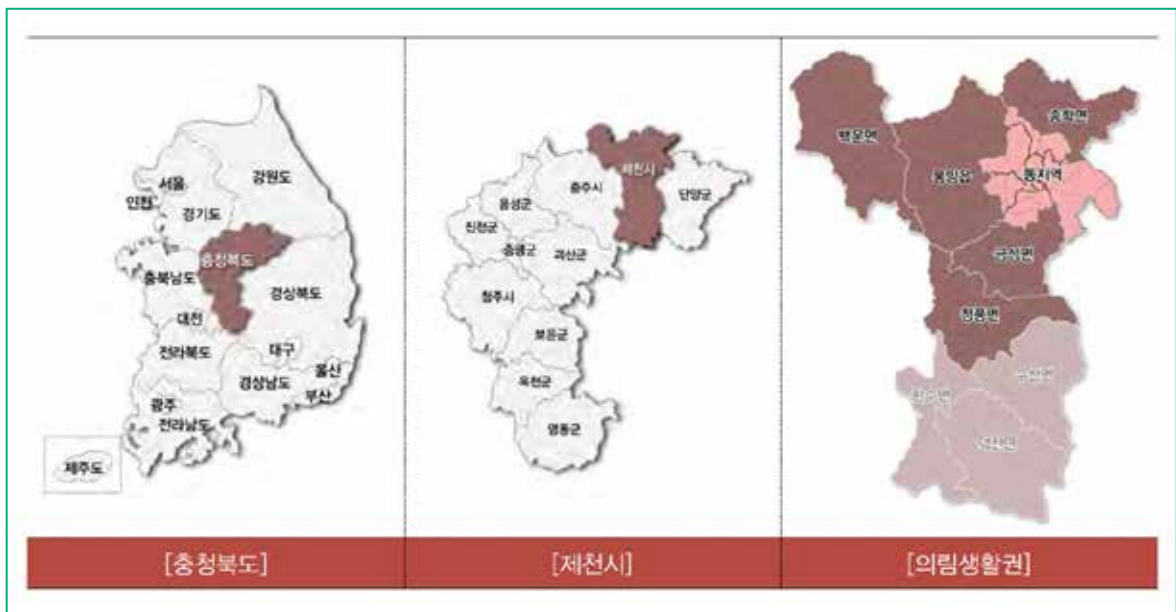 서울
인천
경기도
강원도
충청북도
충북남도
경상북도
대전
전라북도
대구
울산
경상남도
부산
광주
전라남도
제주도
[충청북도]
제천시
충주시
단양군
음성군
진천군
증평군
괴산군
청주시
보은군
옥천군
영동군
[제천시]
백운면
송학면
봉양읍
동지역
금성면
청풍면
[의림생활권]